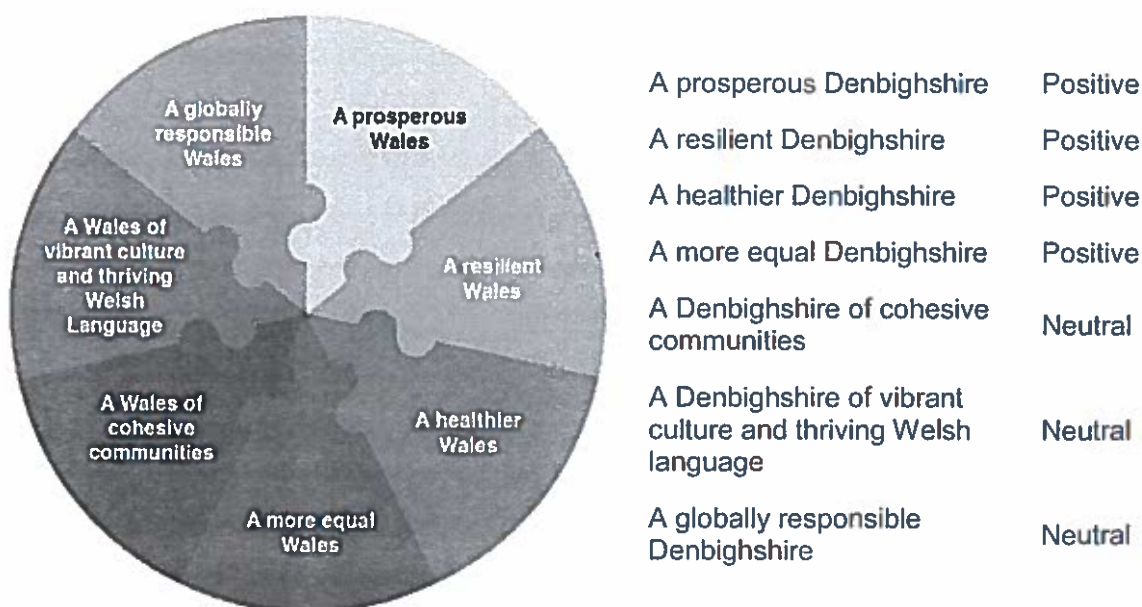 A globally
responsible
Wales
A prosperous
Wales
A resilient
Wales
A healthier
Wales
A more equal
Wales
A Wales of
cohesive
communities
A Wales of
vibrant culture
and thriving
Welsh
Language
A prosperous Denbighshire Positive
A resilient Denbighshire Positive
A healthier Denbighshire Positive
A more equal Denbighshire Positive
A Denbighshire of cohesive
communities Neutral
A Denbighshire of vibrant
culture and thriving Welsh
language Neutral
A globally responsible
Denbighshire Neutral